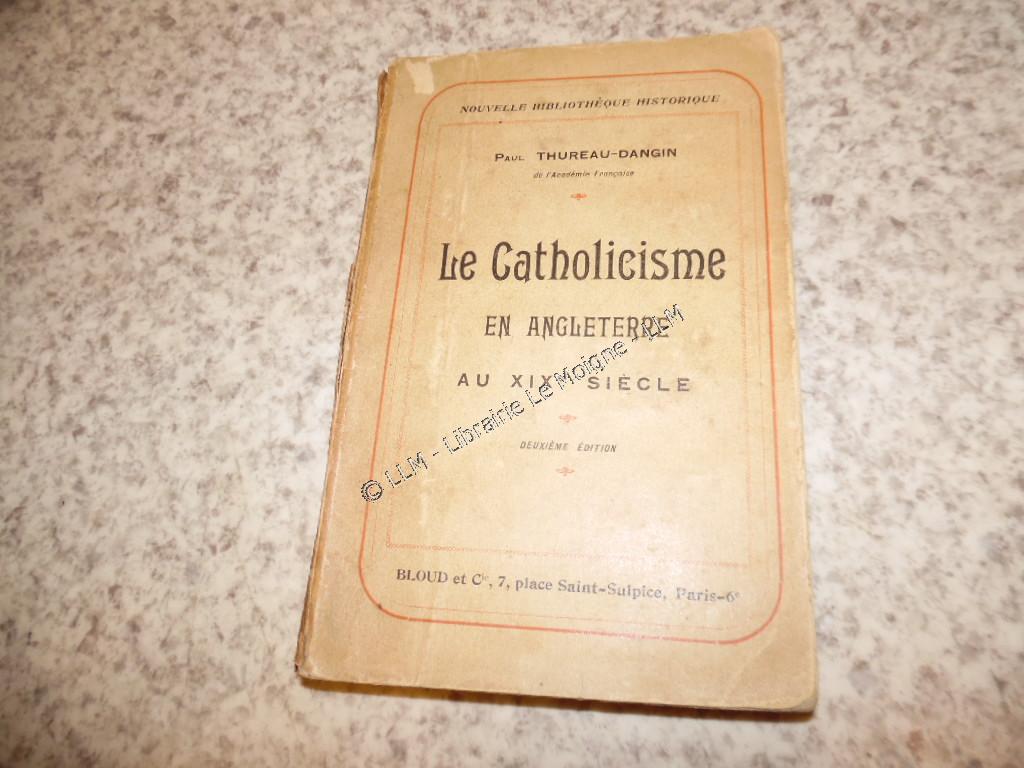 NOUVELLE BIBLIOTHÈQUE HISTORIQUE
PAUL THUREAU-DANGIN
de l'Académie Française
Le Catholicisme
EN ANGLETERRE
AU XIXe SIÈCLE
DEUXIÈME ÉDITION
BLOUD et Cie, 7, place Saint-Sulpice, Paris-6e
© LLM - Librairie Le Moigne - LLM